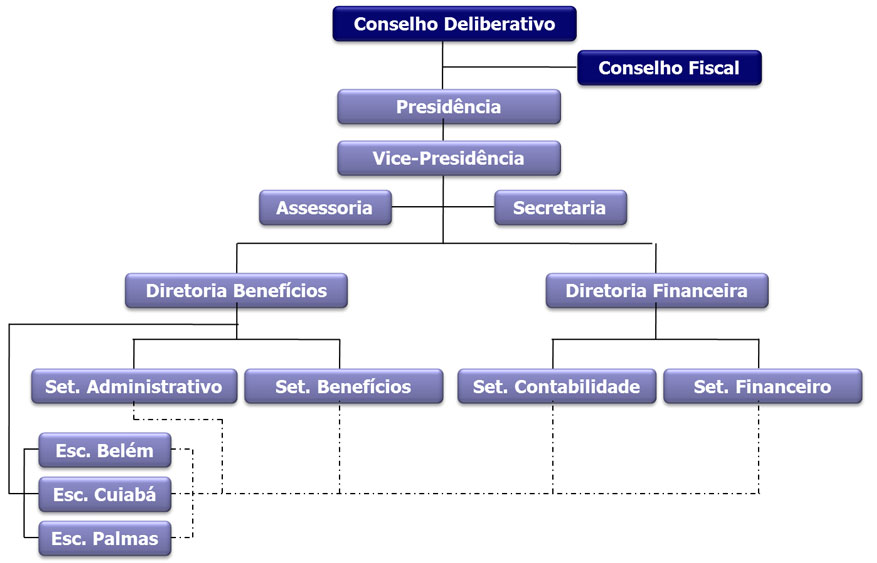 Conselho Deliberativo
Conselho Fiscal
Presidência
Vice-Presidência
Assessoria
Secretaria
Diretoria Benefícios
Diretoria Financeira
Set. Administrativo
Set. Benefícios
Set. Contabilidade
Set. Financeiro
Esc. Belém
Esc. Cuiabá
Esc. Palmas